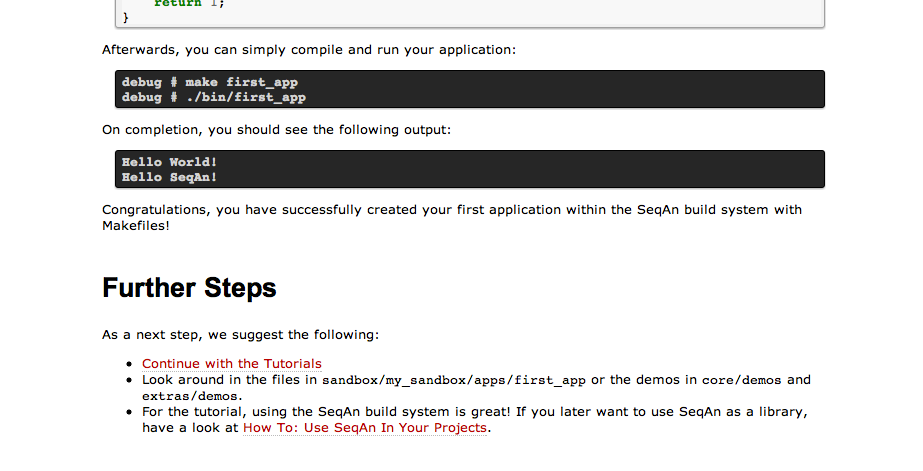 return 1;
}
Afterwards, you can simply compile and run your application:
debug # make first_app
debug # ./bin/first_app
On completion, you should see the following output:
Hello World!
Hello SeqAn!
Congratulations, you have successfully created your first application within the SeqAn build system with
Makefiles!
Further Steps
As a next step, we suggest the following:
• Continue with the Tutorials
• Look around in the files in sandbox/my_sandbox/apps/first_app or the demos in core/demos and
extras/demos.
• For the tutorial, using the SeqAn build system is great! If you later want to use SeqAn as a library,
have a look at How To: Use SeqAn In Your Projects.